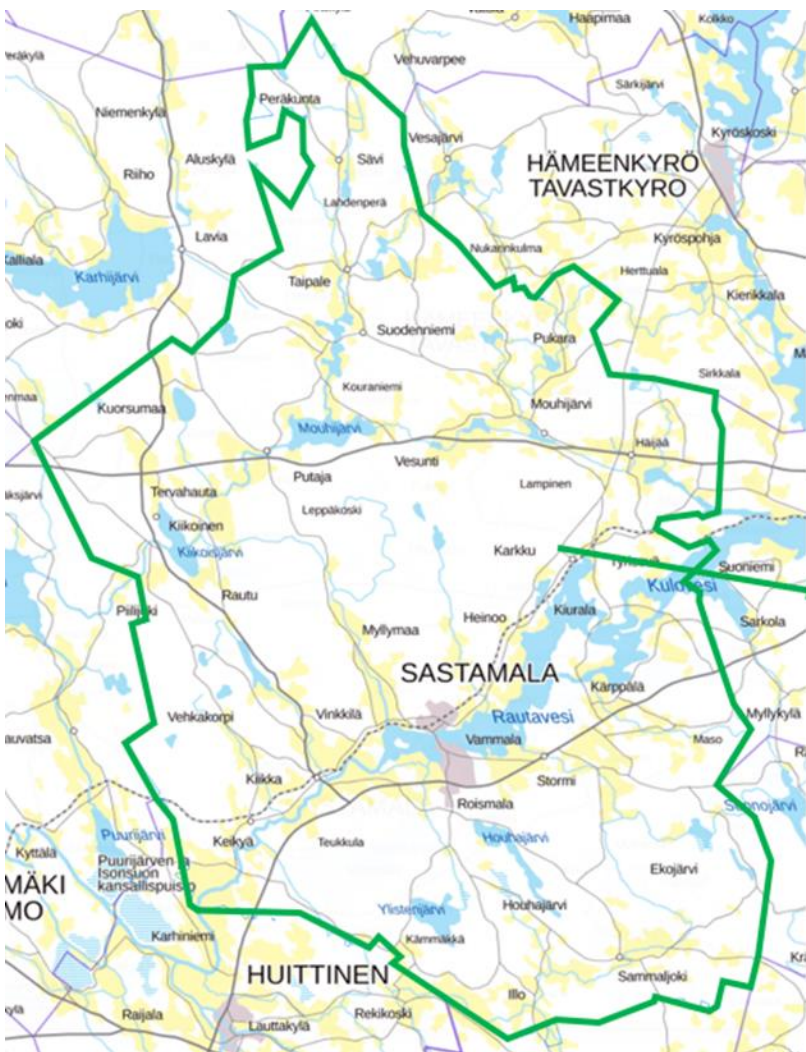 Haapimaa
Kolkko
Vehuvarpee
Särkijärvi
Peräkunta
Niemenkylä
Vesajärvi
Kyröskoski
Aluskylä
Sävi
HÄMEENKYRÖ
TAVASTKYRO
Riiho
Lahdenperä
Lavia
Kyröspohja
Nukarinkulma
Karhijärvi
Taipale
Herttuala
Kierikkala
Suodenniemi
Pukara
Sirkkala
Kouraniemi
Kuorsumaa
Mouhijärvi
Mouhijärvi
Häijää
Vesunti
Putaja
Lampinen
Tervahauta
Leppäkoski
Kiikoinen
Karkku
Kiikoisjärvi
Suoniemi
Kulovesi
Rautu
Kiurala
Piilijoki
Heinoo
Sarkola
Myllymaa
SASTAMALA
Kärppälä
Vehkakorpi
Vinkkilä
Rautavesi
Myllykylä
Vammala
Maso
Kiikka
Stormi
Roismala
Puurijärvi
Keikyä
Teukkula
Houhajärvi
Kyttälä
Puurijärven ja
Isonsuon
kansallispuisto
Ekojärvi
MÄKI
MO
Ylistenjärvi
Houhajärvi
Karhiniemi
Kämmäkkä
HUITTINEN
Sammaljoki
Illo
Raijala
Rekikoski
Lauttakylä